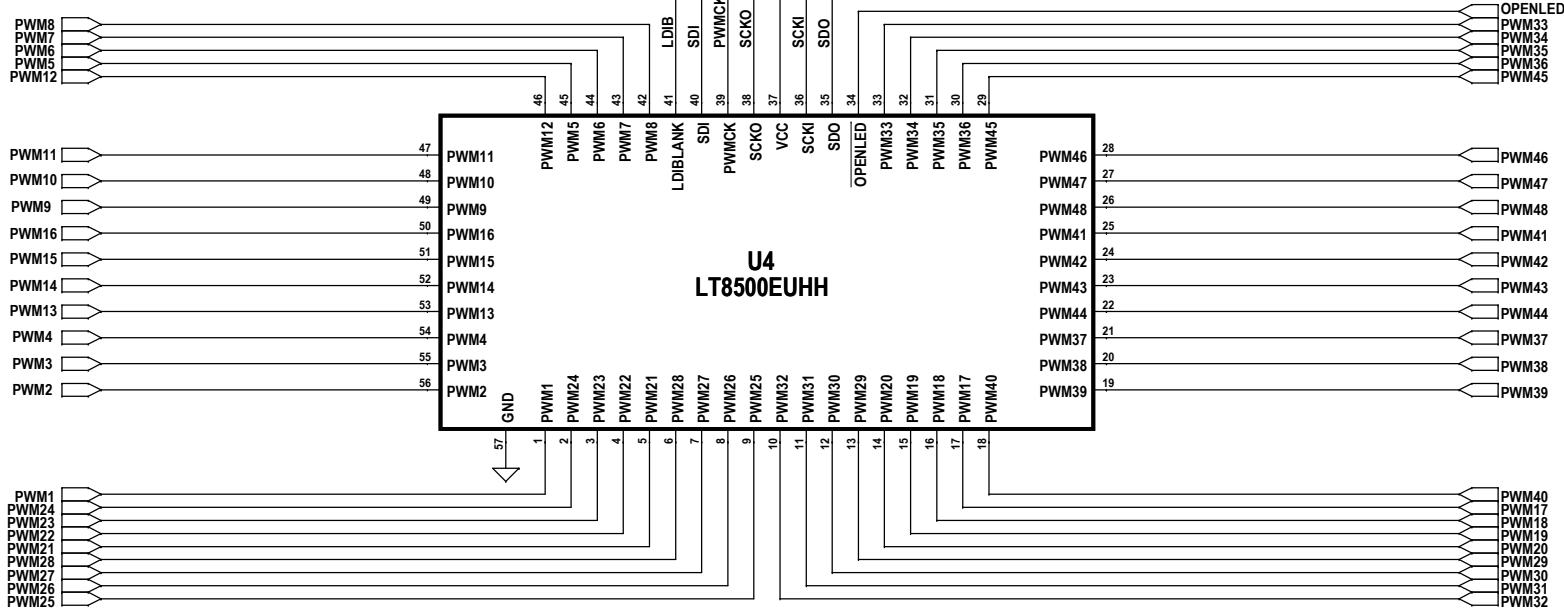 OPENLED
PWM8
PWM7
PWM6
PWM5
PWM12
LDIB
SDI
PWMCK
SCKO
SCKI
SDO
PWM33
PWM34
PWM35
PWM36
PWM45
46
45
44
43
42
41
40
39
38
37
36
35
34
33
32
31
30
29
PWM12
PWM5
PWM6
PWM7
PWM8
LDIBLANK
SDI
PWMCK
SCKO
VCC
SCKI
SDO
OPENLED
PWM33
PWM34
PWM35
PWM36
PWM45
PWM11 47 PWM11
PWM46 28 PWM46
PWM10 48 PWM10
PWM47 27 PWM47
PWM9 49 PWM9
PWM48 26 PWM48
PWM16 50 PWM16
PWM41 25 PWM41
PWM15 51 PWM15
PWM42 24 PWM42
PWM14 52 PWM14
PWM43 23 PWM43
PWM13 53 PWM13
PWM44 22 PWM44
PWM4 54 PWM4
PWM37 21 PWM37
PWM3 55 PWM3
PWM38 20 PWM38
PWM2 56 PWM2
PWM39 19 PWM39
U4
LT8500EUHH
GND
PWM1
PWM24
PWM23
PWM22
PWM21
PWM28
PWM27
PWM26
PWM25
PWM32
PWM31
PWM30
PWM29
PWM20
PWM19
PWM18
PWM17
PWM40
57
1
2
3
4
5
6
7
8
9
10
11
12
13
14
15
16
17
18
PWM1
PWM24
PWM23
PWM22
PWM21
PWM28
PWM27
PWM26
PWM25
PWM40
PWM17
PWM18
PWM19
PWM20
PWM29
PWM30
PWM31
PWM32